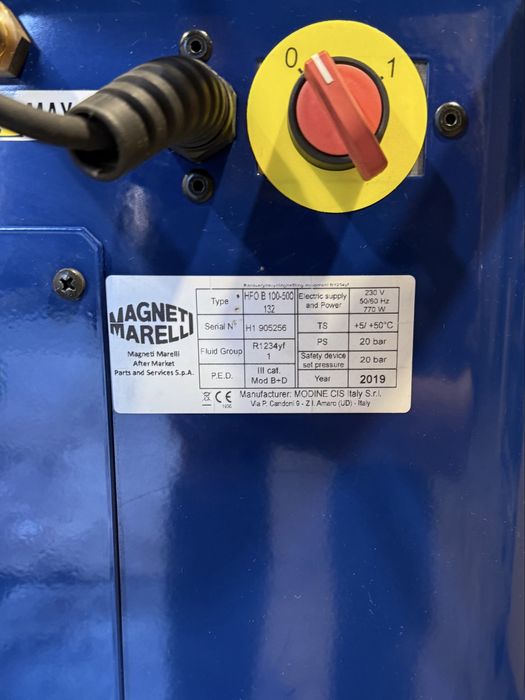 0
1
MAX
MAGNETI
MARELLI
Magneti Marelli
After Market
Parts and Services S.p.A.
Type HFO B 100-500 132
Electric supply and Power 230 V 50/60 Hz 770 W
Serial N° H1 905256
TS +5/ +50°C
Fluid Group R1234yf 1
PS 20 bar
Safety device set pressure 20 bar
P.E.D. III cat. Mod B+D
Year 2019
CE Manufacturer: MODINE CIS Italy S.r.l.
Via P. Candoni 9 - Z.I. Amaro (UD) - Italy